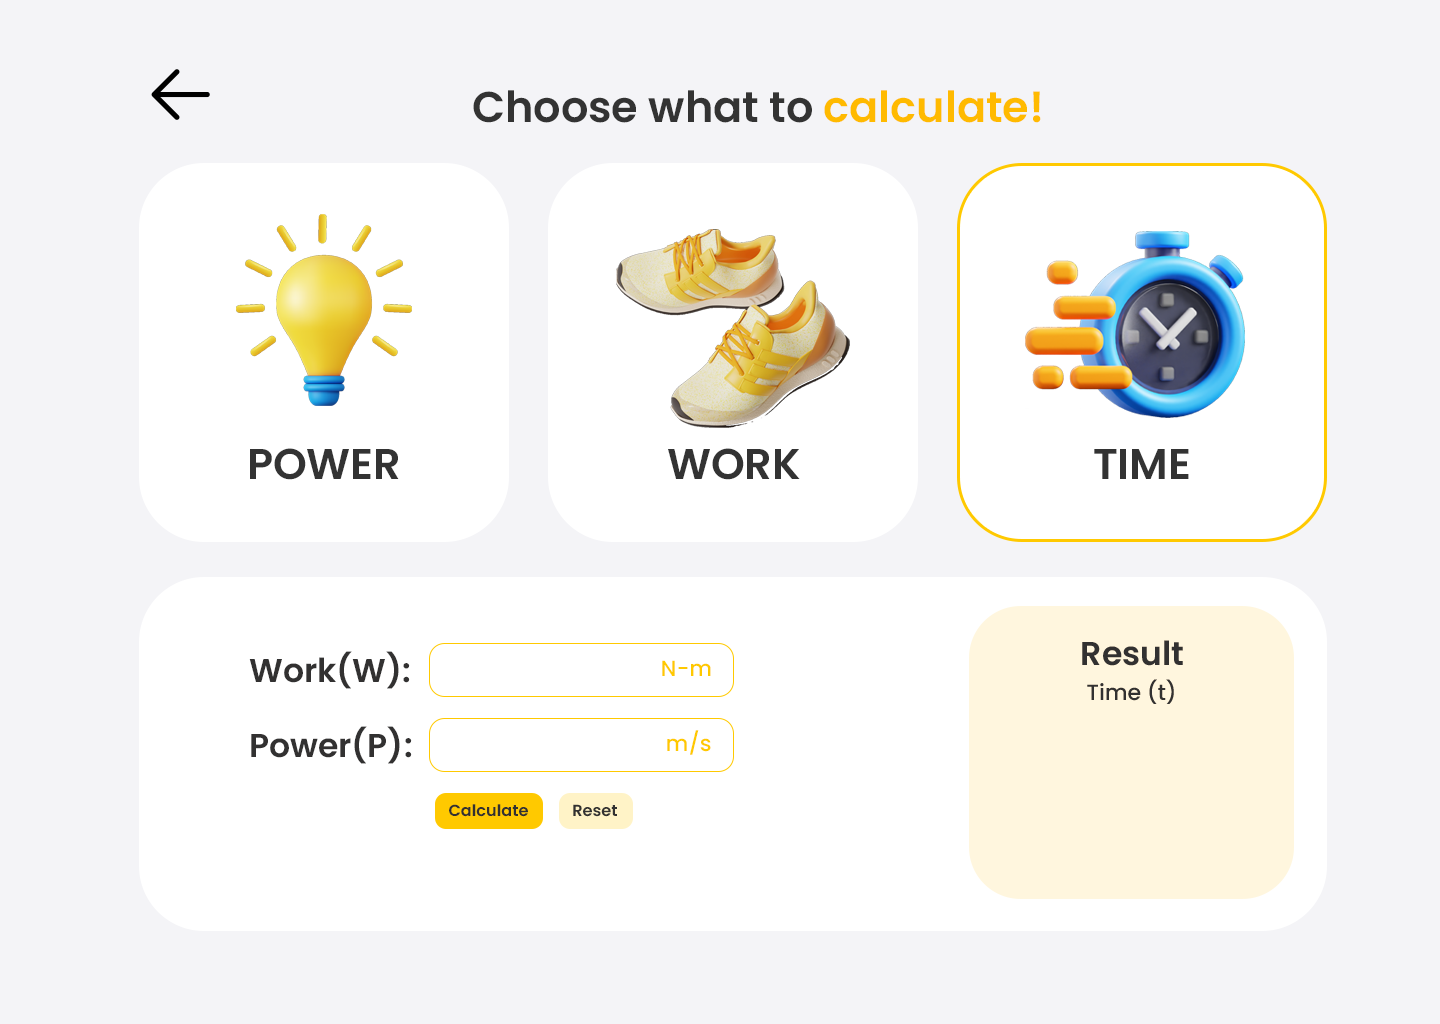 Choose what to calculate!
POWER
WORK
TIME
Work(W): N-m
Power(P): m/s
Calculate Reset
Result
Time (t)